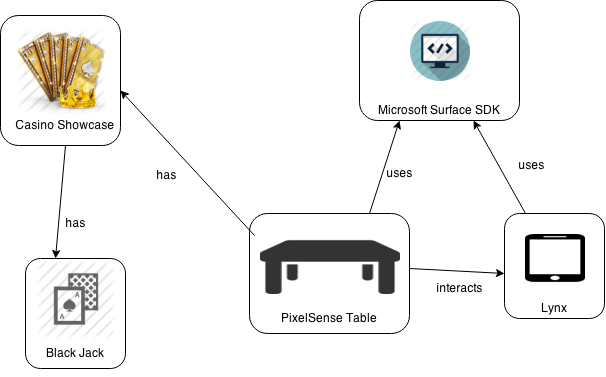 Casino Showcase
Microsoft Surface SDK
has
uses
uses
has
interacts
PixelSense Table
Lynx
Black Jack
A
A